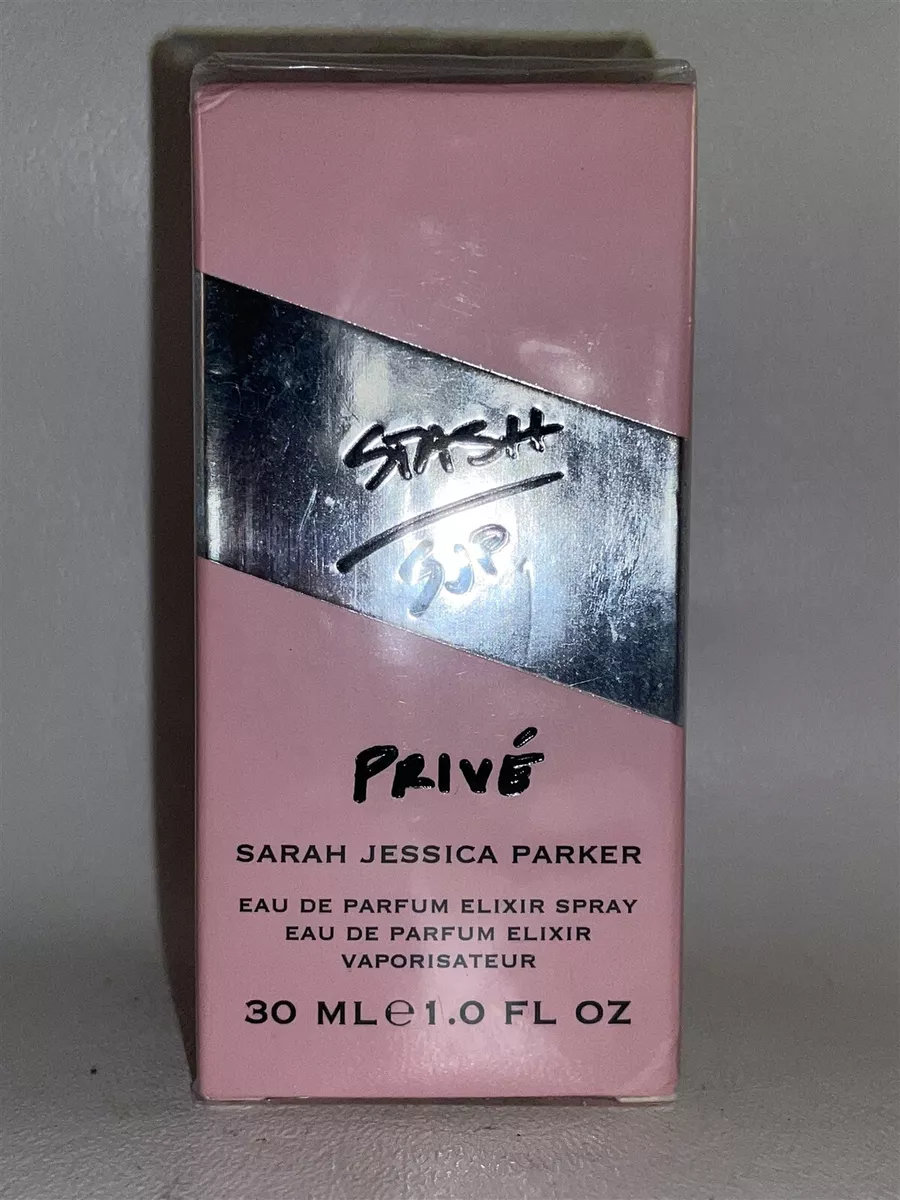 STASH
SJP
PRIVÉ
SARAH JESSICA PARKER
EAU DE PARFUM ELIXIR SPRAY
EAU DE PARFUM ELIXIR
VAPORISATEUR
30 ML ℮ 1.0 FL OZ